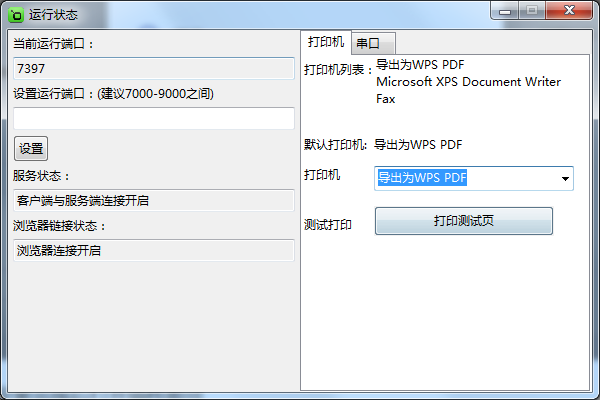 运行状态
当前运行端口：
7397
设置运行端口：(建议7000-9000之间)
设置
服务状态：
客户端与服务端连接开启
浏览器链接状态：
浏览器连接开启
打印机 串口
打印机列表：导出为WPS PDF
Microsoft XPS Document Writer
Fax
默认打印机: 导出为WPS PDF
打印机 导出为WPS PDF
测试打印 打印测试页